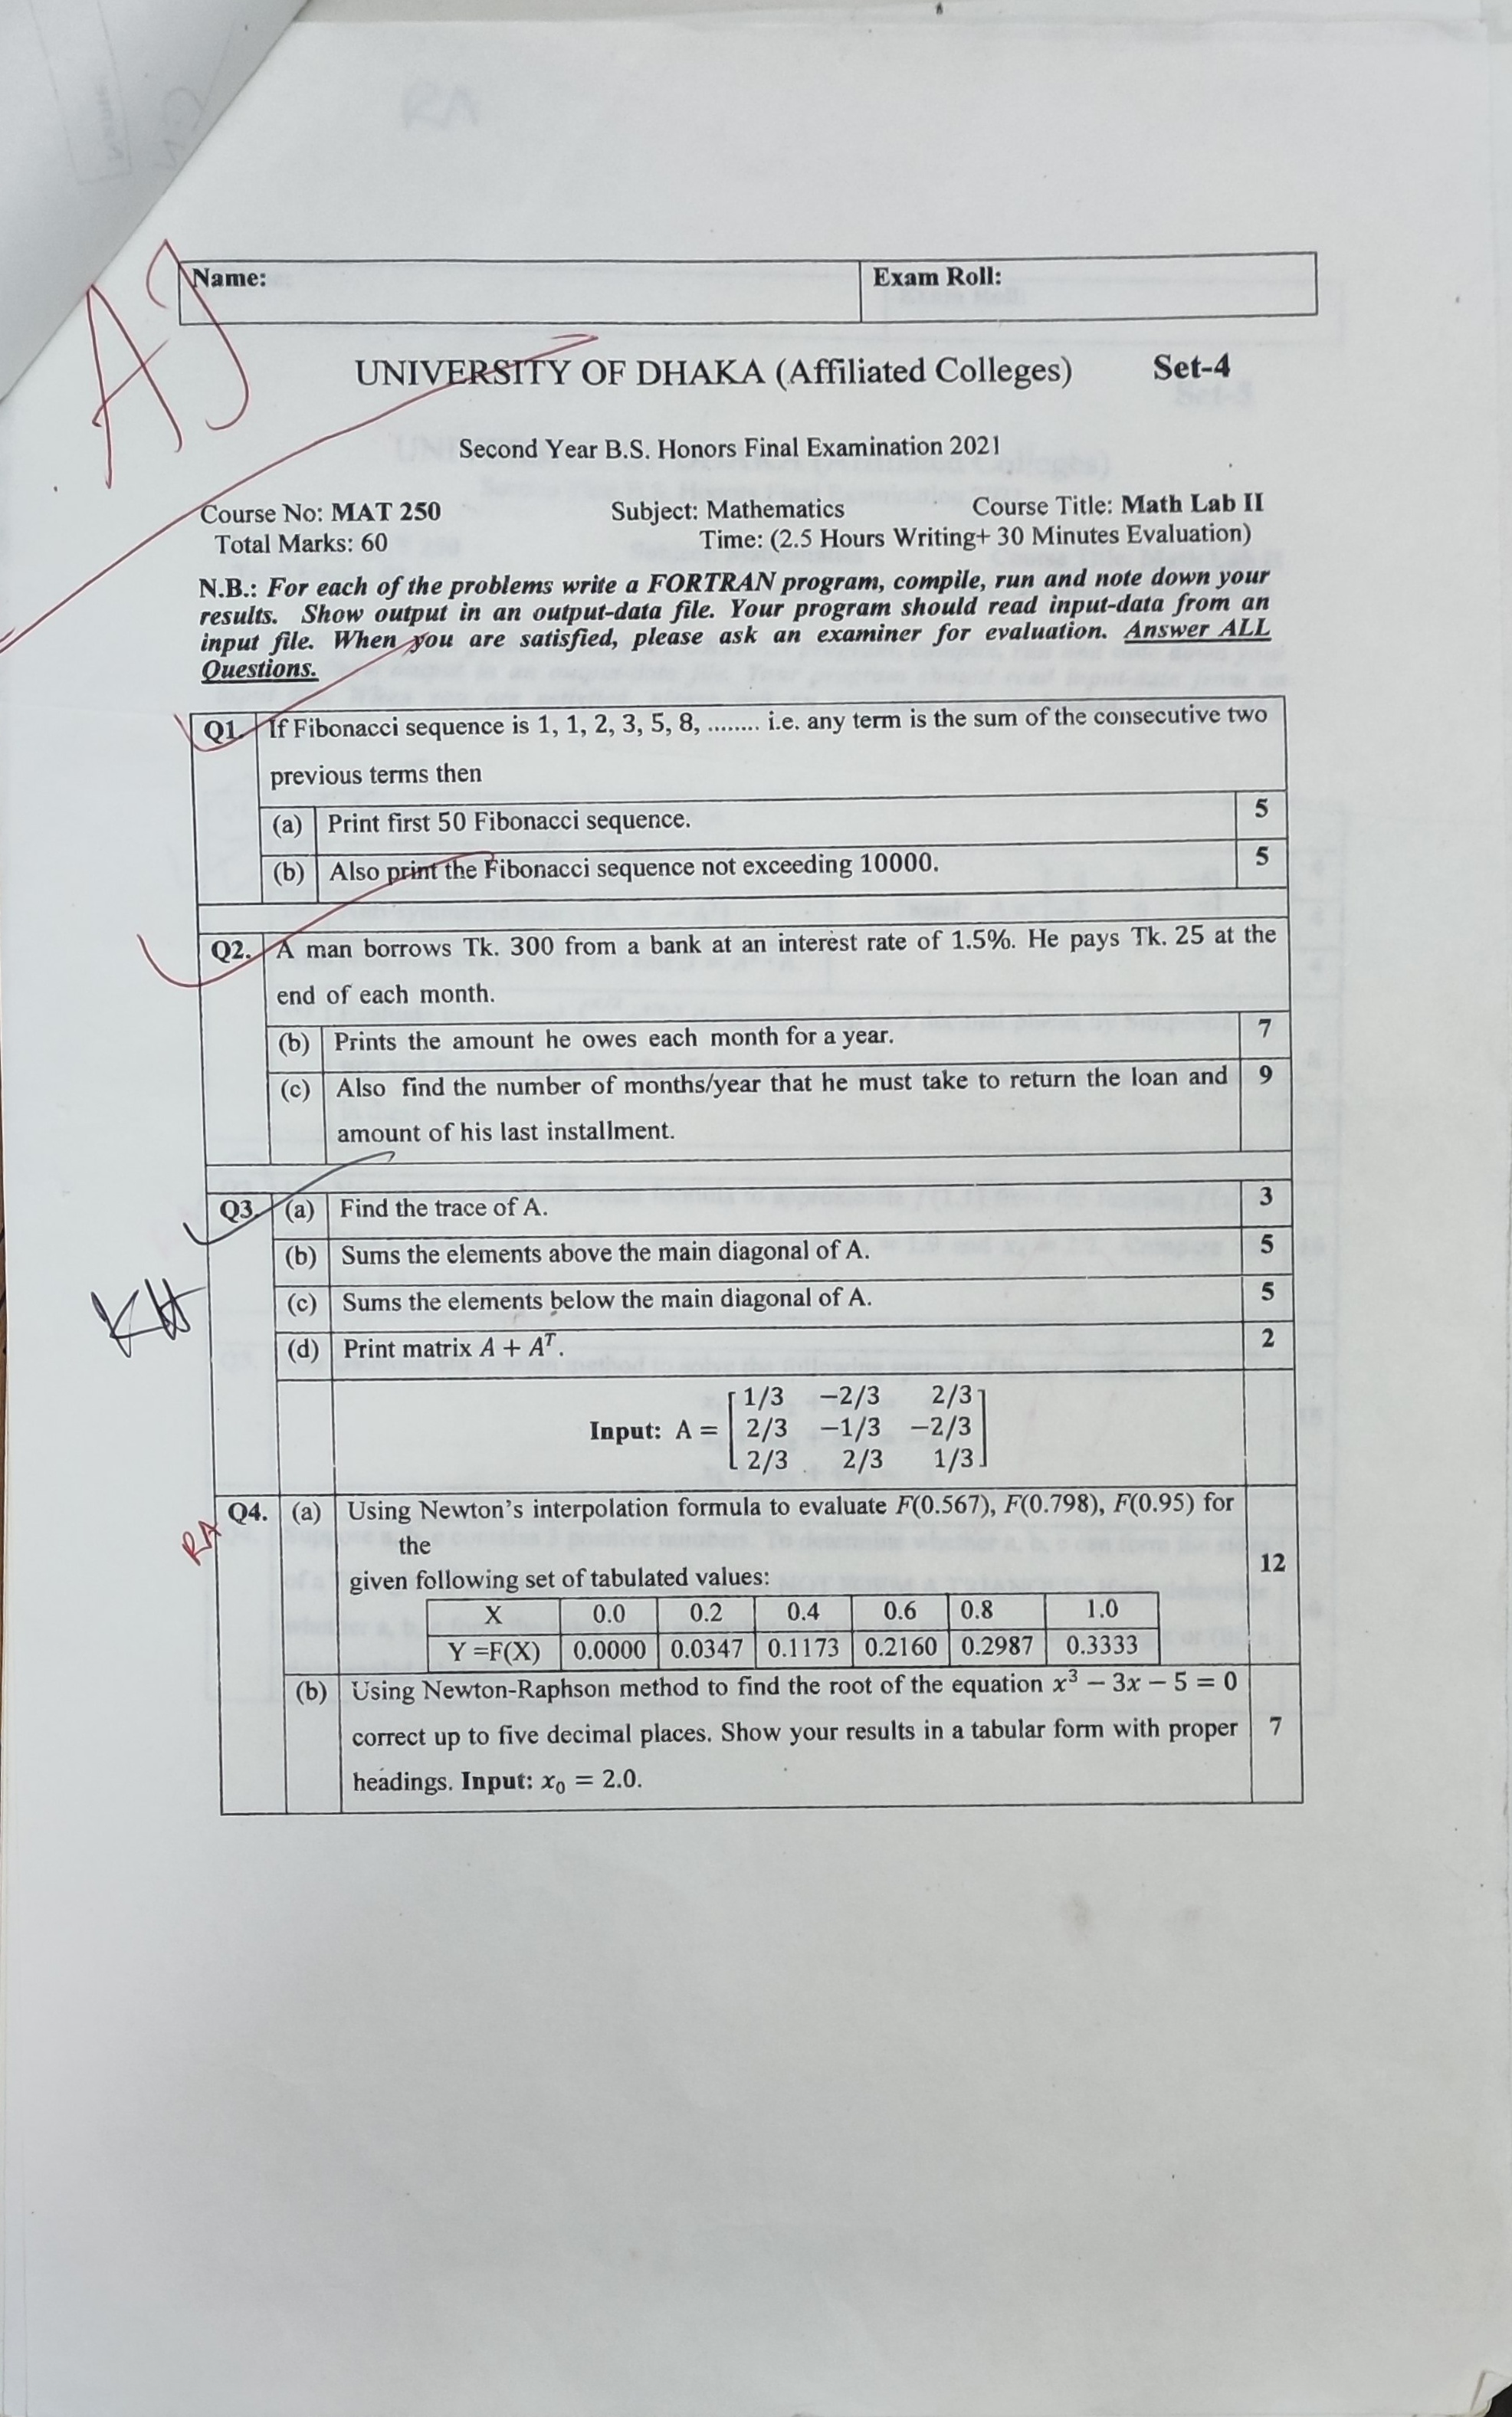 AJ
Name: Exam Roll:
UNIVERSITY OF DHAKA (Affiliated Colleges) Set-4
Second Year B.S. Honors Final Examination 2021
Course No: MAT 250 Subject: Mathematics Course Title: Math Lab II
Total Marks: 60 Time: (2.5 Hours Writing+ 30 Minutes Evaluation)
N.B.: For each of the problems write a FORTRAN program, compile, run and note down your
results. Show output in an output-data file. Your program should read input-data from an
input file. When you are satisfied, please ask an examiner for evaluation. Answer ALL
Questions.
Q1. If Fibonacci sequence is 1, 1, 2, 3, 5, 8, ........ i.e. any term is the sum of the consecutive two
previous terms then
(a) Print first 50 Fibonacci sequence. 5
(b) Also print the Fibonacci sequence not exceeding 10000. 5
Q2. A man borrows Tk. 300 from a bank at an interest rate of 1.5%. He pays Tk. 25 at the
end of each month.
(b) Prints the amount he owes each month for a year. 7
(c) Also find the number of months/year that he must take to return the loan and 9
amount of his last installment.
Q3. (a) Find the trace of A. 3
(b) Sums the elements above the main diagonal of A. 5
(c) Sums the elements below the main diagonal of A. 5
KH
(d) Print matrix A + Aᵀ. 2
1/3 −2/3 2/3
Input: A = 2/3 −1/3 −2/3
2/3 2/3 1/3
RA
Q4. (a) Using Newton's interpolation formula to evaluate F(0.567), F(0.798), F(0.95) for
the
given following set of tabulated values: 12
X 0.0 0.2 0.4 0.6 0.8 1.0
Y =F(X) 0.0000 0.0347 0.1173 0.2160 0.2987 0.3333
(b) Using Newton-Raphson method to find the root of the equation x³ − 3x − 5 = 0
correct up to five decimal places. Show your results in a tabular form with proper 7
headings. Input: x₀ = 2.0.